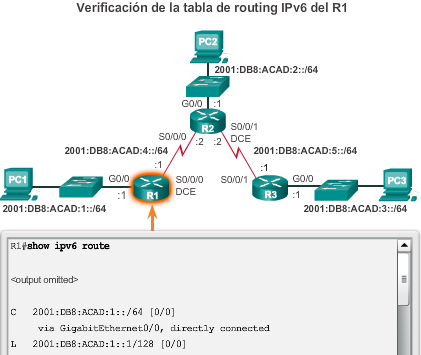 Verificación de la tabla de routing IPv6 del R1
PC2
2001:DB8:ACAD:2::/64
G0/0 :1
R2
S0/0/0 S0/0/1
DCE
:2 :2
2001:DB8:ACAD:4::/64 2001:DB8:ACAD:5::/64
:1 :1
PC1 G0/0 S0/0/0 S0/0/1 G0/0 PC3
DCE
:1 R1 R3 :1
2001:DB8:ACAD:1::/64 2001:DB8:ACAD:3::/64
R1#show ipv6 route
<output omitted>
C 2001:DB8:ACAD:1::/64 [0/0]
via GigabitEthernet0/0, directly connected
L 2001:DB8:ACAD:1::1/128 [0/0]